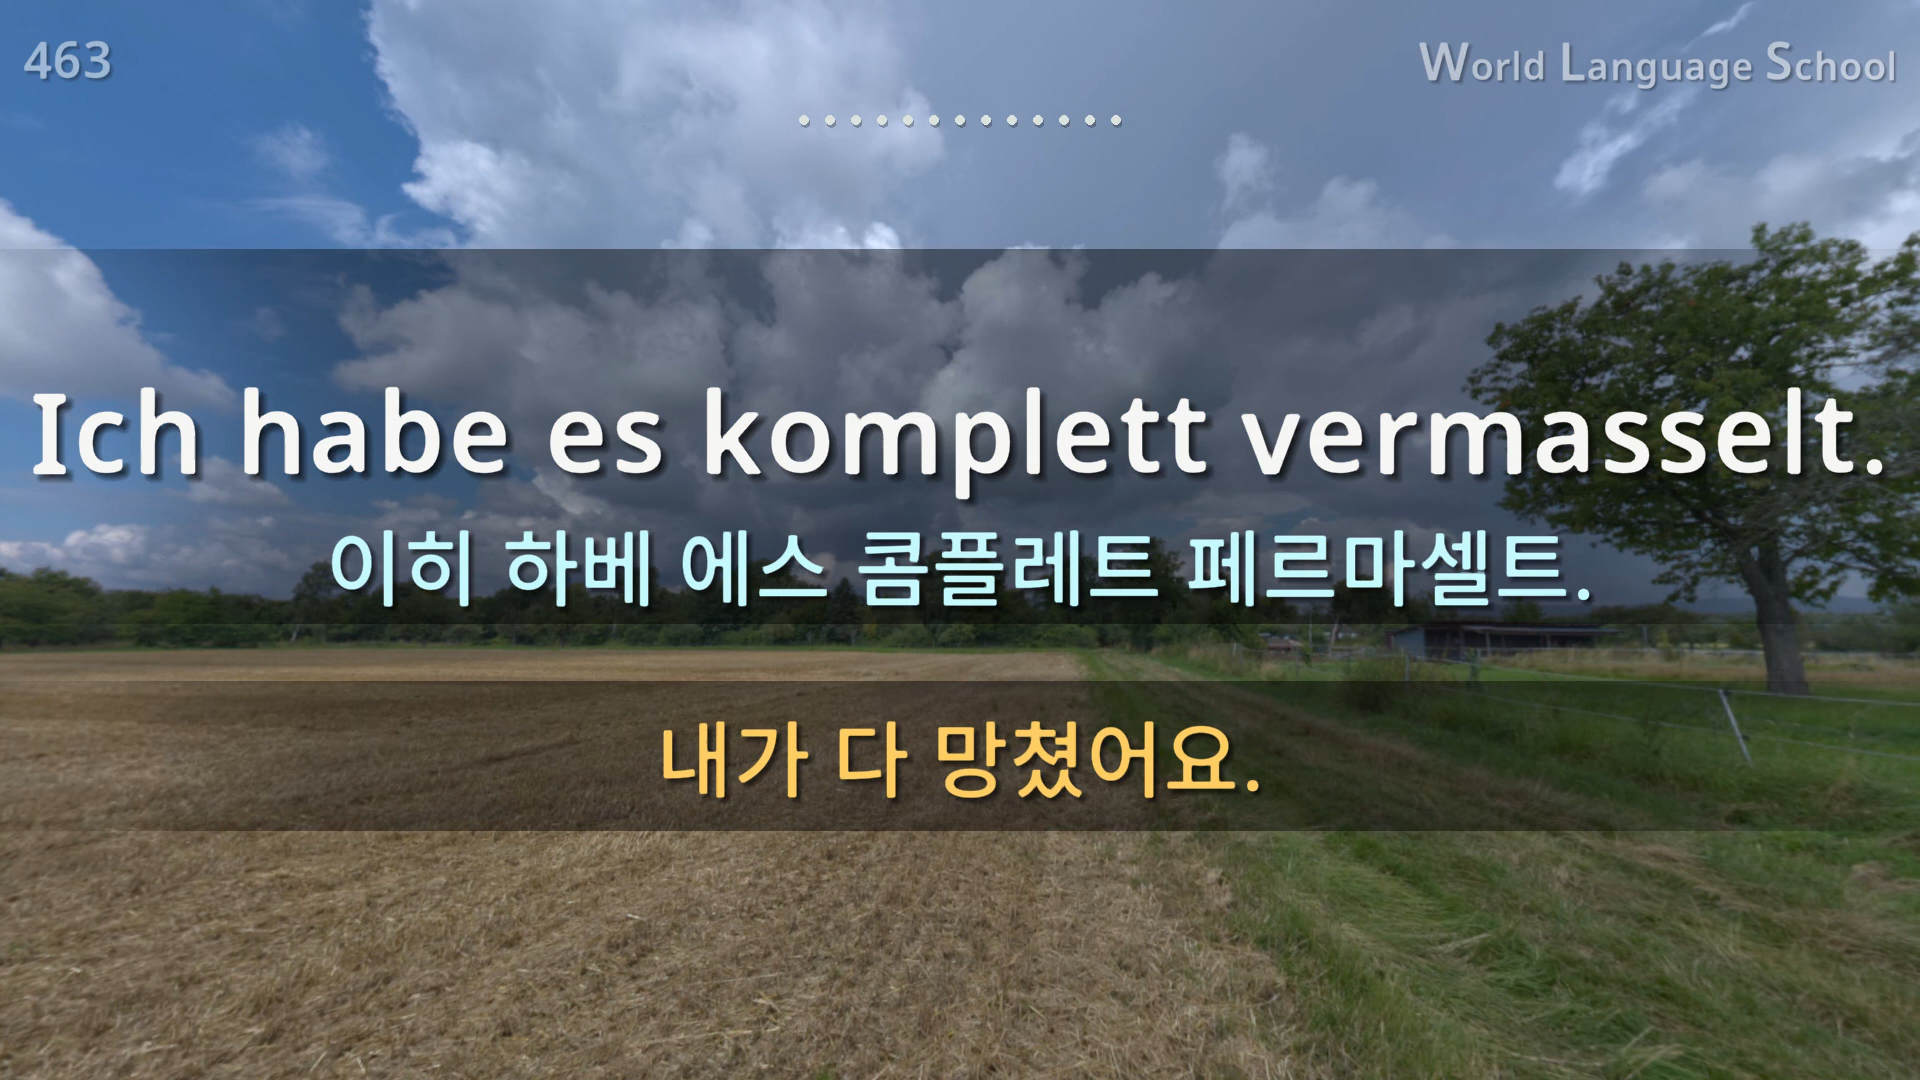 463
World Language School
Ich habe es komplett vermasselt.
이히 하베 에스 콤플레트 페르마셀트.
내가 다 망쳤어요.